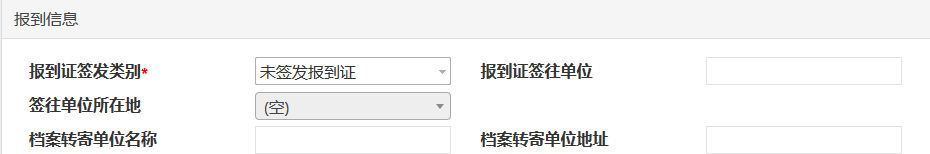 报到信息
报到证签发类别* 未签发报到证 报到证签往单位
签往单位所在地 (空)
档案转寄单位名称 档案转寄单位地址